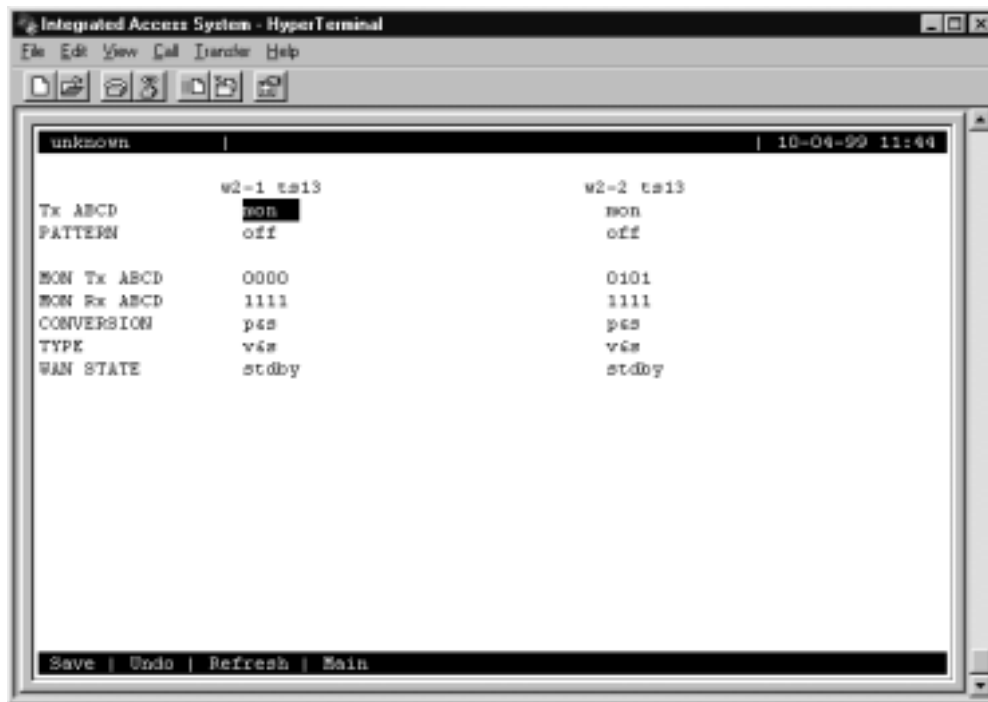 Integrated Access System - HyperTerminal
File Edit View Call Transfer Help
unknown | | 10-04-99 11:44
w2-1 ts13 w2-2 ts13
Tx ABCD mon mon
PATTERN off off
MON Tx ABCD 0000 0101
MON Rx ABCD 1111 1111
CONVERSION p&s p&s
TYPE v&s v&s
WAN STATE stdby stdby
Save | Undo | Refresh | Main